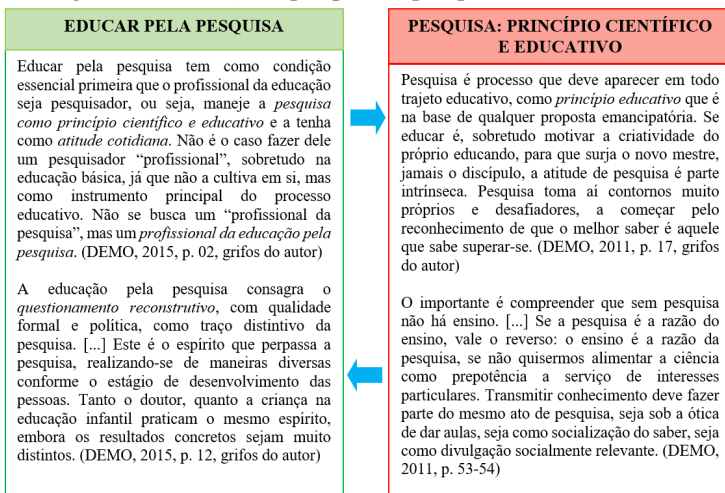 EDUCAR PELA PESQUISA
Educar pela pesquisa tem como condição
essencial primeira que o profissional da educação
seja pesquisador, ou seja, maneje a pesquisa
como princípio científico e educativo e a tenha
como atitude cotidiana. Não é o caso fazer dele
um pesquisador “profissional”, sobretudo na
educação básica, já que não a cultiva em si, mas
como instrumento principal do processo
educativo. Não se busca um “profissional da
pesquisa”, mas um profissional da educação pela
pesquisa. (DEMO, 2015, p. 02, grifos do autor)
A educação pela pesquisa consagra o
questionamento reconstrutivo, com qualidade
formal e política, como traço distintivo da
pesquisa. [...] Este é o espírito que perpassa a
pesquisa, realizando-se de maneiras diversas
conforme o estágio de desenvolvimento das
pessoas. Tanto o doutor, quanto a criança na
educação infantil praticam o mesmo espírito,
embora os resultados concretos sejam muito
distintos. (DEMO, 2015, p. 12, grifos do autor)
PESQUISA: PRINCÍPIO CIENTÍFICO
E EDUCATIVO
Pesquisa é processo que deve aparecer em todo
trajeto educativo, como princípio educativo que é
na base de qualquer proposta emancipatória. Se
educar é, sobretudo motivar a criatividade do
próprio educando, para que surja o novo mestre,
jamais o discípulo, a atitude de pesquisa é parte
intrínseca. Pesquisa toma aí contornos muito
próprios e desafiadores, a começar pelo
reconhecimento de que o melhor saber é aquele
que sabe superar-se. (DEMO, 2011, p. 17, grifos
do autor)
O importante é compreender que sem pesquisa
não há ensino. [...] Se a pesquisa é a razão do
ensino, vale o reverso: o ensino é a razão da
pesquisa, se não quisermos alimentar a ciência
como prepotência a serviço de interesses
particulares. Transmitir conhecimento deve fazer
parte do mesmo ato de pesquisa, seja sob a ótica
de dar aulas, seja como socialização do saber, seja
como divulgação socialmente relevante. (DEMO,
2011, p. 53-54)